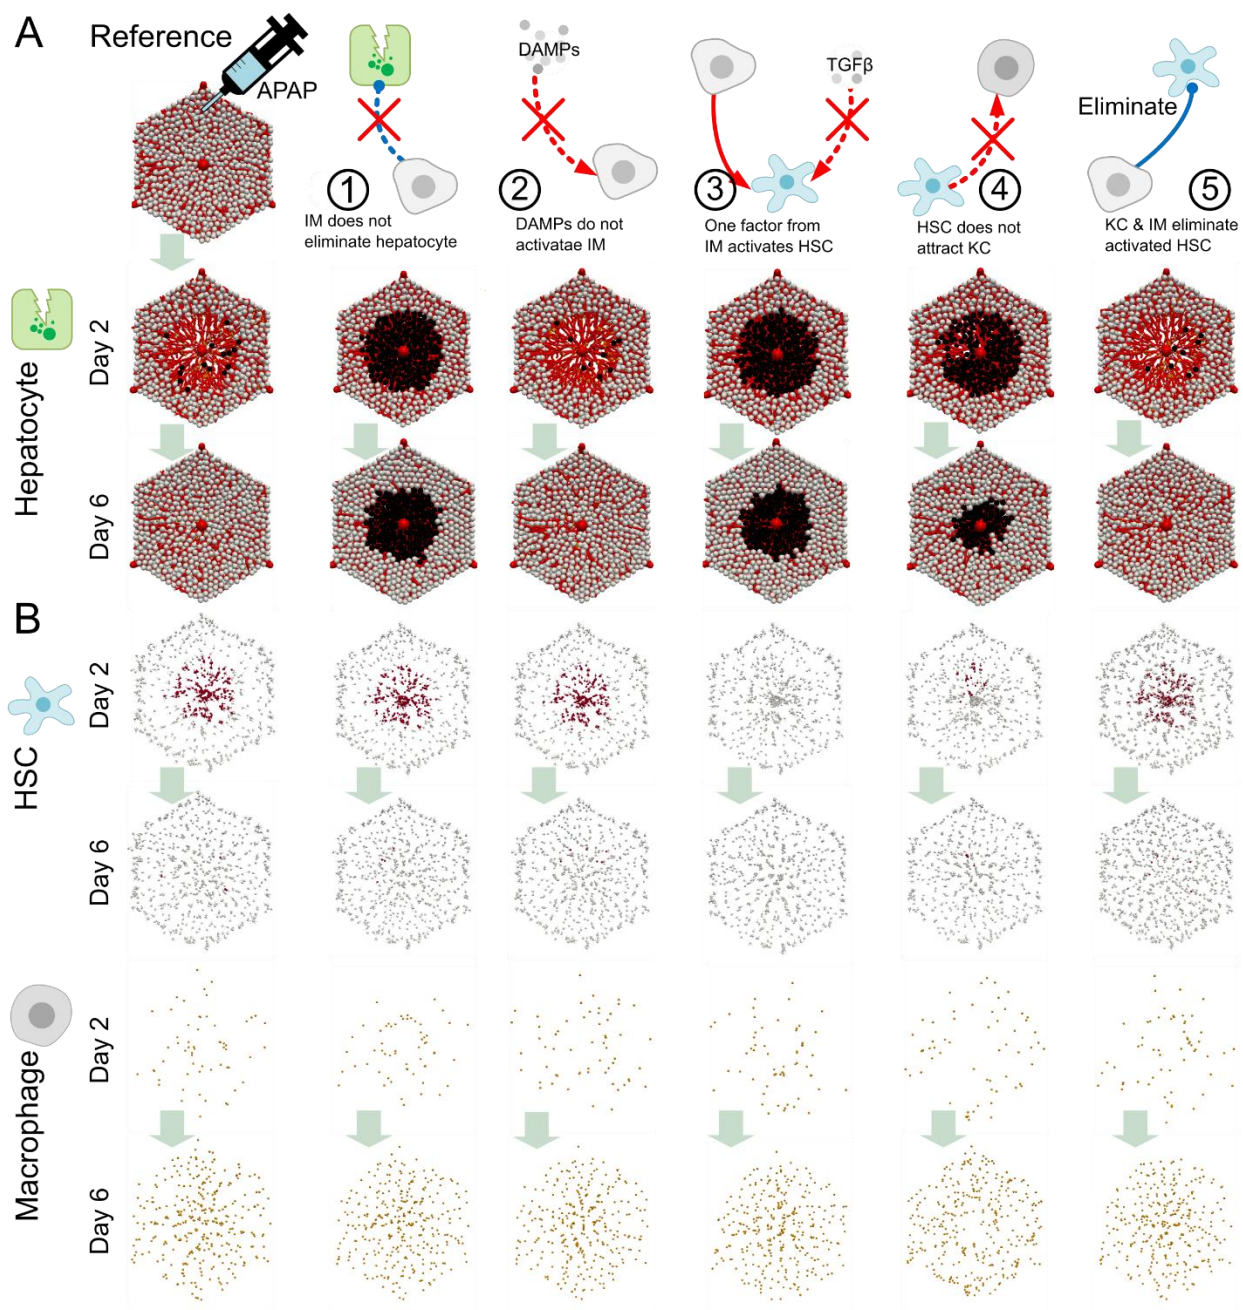 A
Reference
APAP
DAMPs
TGFβ
Eliminate
1
2
3
4
5
IM does not
eliminate hepatocyte
DAMPs do not
activatae IM
One factor from
IM activates HSC
HSC does not
attract KC
KC & IM eliminate
activated HSC
Hepatocyte
Day 2
Day 6
B
HSC
Day 2
Day 6
Macrophage
Day 2
Day 6